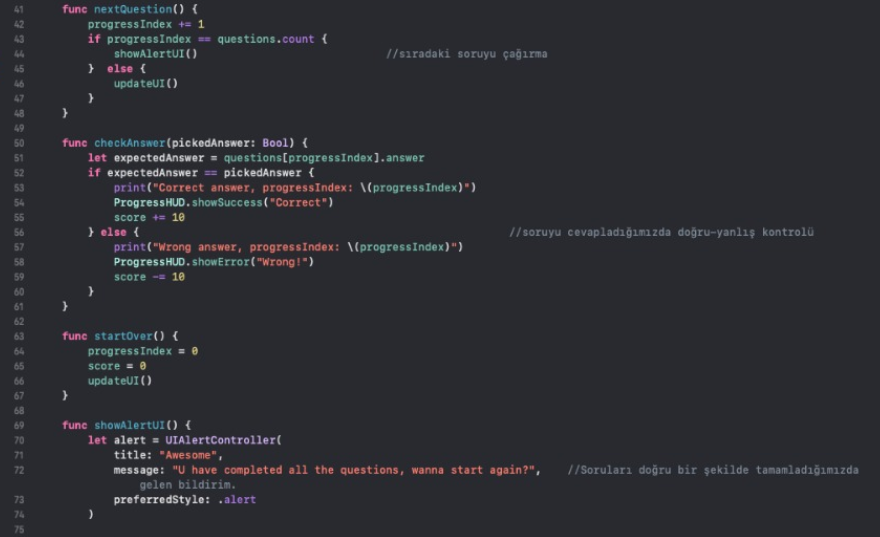 41 func nextQuestion() {
42 progressIndex += 1
43 if progressIndex == questions.count {
44 showAlertUI() //sıradaki soruyu çağırma
45 } else {
46 updateUI()
47 }
48 }
49
50 func checkAnswer(pickedAnswer: Bool) {
51 let expectedAnswer = questions[progressIndex].answer
52 if expectedAnswer == pickedAnswer {
53 print("Correct answer, progressIndex: \(progressIndex)")
54 ProgressHUD.showSuccess("Correct")
55 score += 10
56 } else { //soruyu cevapladığımızda doğru-yanlış kontrolü
57 print("Wrong answer, progressIndex: \(progressIndex)")
58 ProgressHUD.showError("Wrong!")
59 score -= 10
60 }
61 }
62
63 func startOver() {
64 progressIndex = 0
65 score = 0
66 updateUI()
67 }
68
69 func showAlertUI() {
70 let alert = UIAlertController(
71 title: "Awesome",
72 message: "U have completed all the questions, wanna start again?", //Soruları doğru bir şekilde tamamladığımızda
gelen bildirim.
73 preferredStyle: .alert
74 )
75